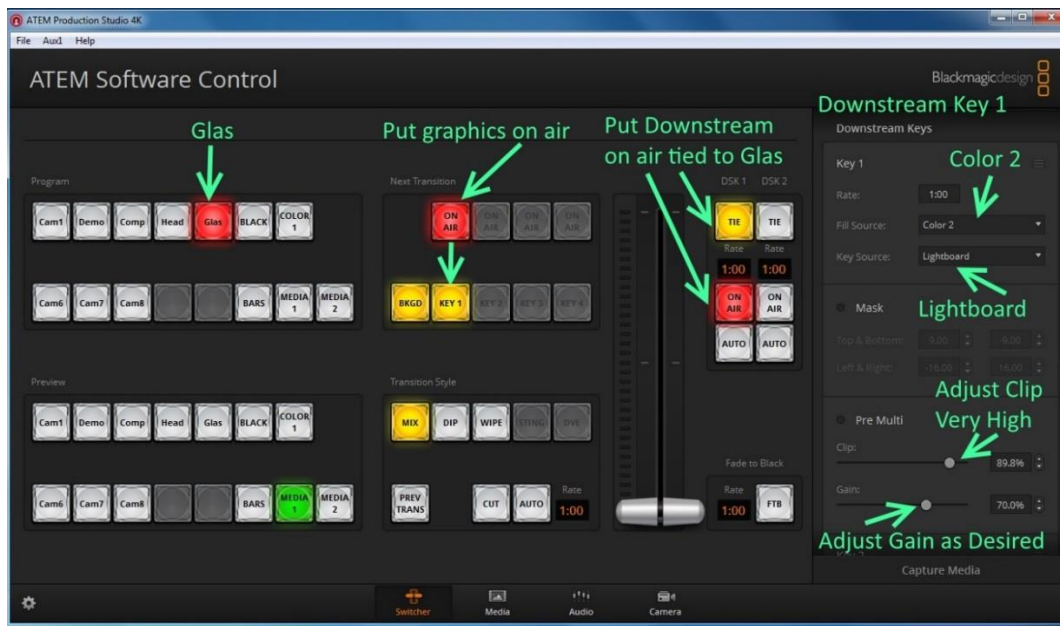 ATEM Production Studio 4K
File Aux1 Help
ATEM Software Control
Blackmagicdesign
Downstream Key 1
Glas
Put graphics on air
Put Downstream
on air tied to Glas
Downstream Keys
Key 1
Color 2
Rate: 1:00
Fill Source: Color 2
Key Source: Lightboard
Lightboard
Mask
Top & Bottom: 9.00 -9.00
Left & Right: -16.00 16.00
Adjust Clip
Very High
Pre Multi
Clip:
89.8%
Gain:
70.0%
Adjust Gain as Desired
Capture Media
Program
Cam1 Demo Comp Head Glas BLACK COLOR 1
Cam6 Cam7 Cam8 BARS MEDIA 1 MEDIA 2
Next Transition
ON AIR ON AIR ON AIR ON AIR
BKGD KEY 1 KEY 2 KEY 3 KEY 4
DSK 1 DSK 2
TIE TIE
Rate Rate
1:00 1:00
ON AIR ON AIR
AUTO AUTO
Preview
Cam1 Demo Comp Head Glas BLACK COLOR 1
Cam6 Cam7 Cam8 BARS MEDIA 1 MEDIA 2
Transition Style
MIX DIP WIPE STING DVE
PREV TRANS CUT AUTO Rate 1:00
Fade to Black
Rate
1:00 FTB
Switcher Media Audio Camera